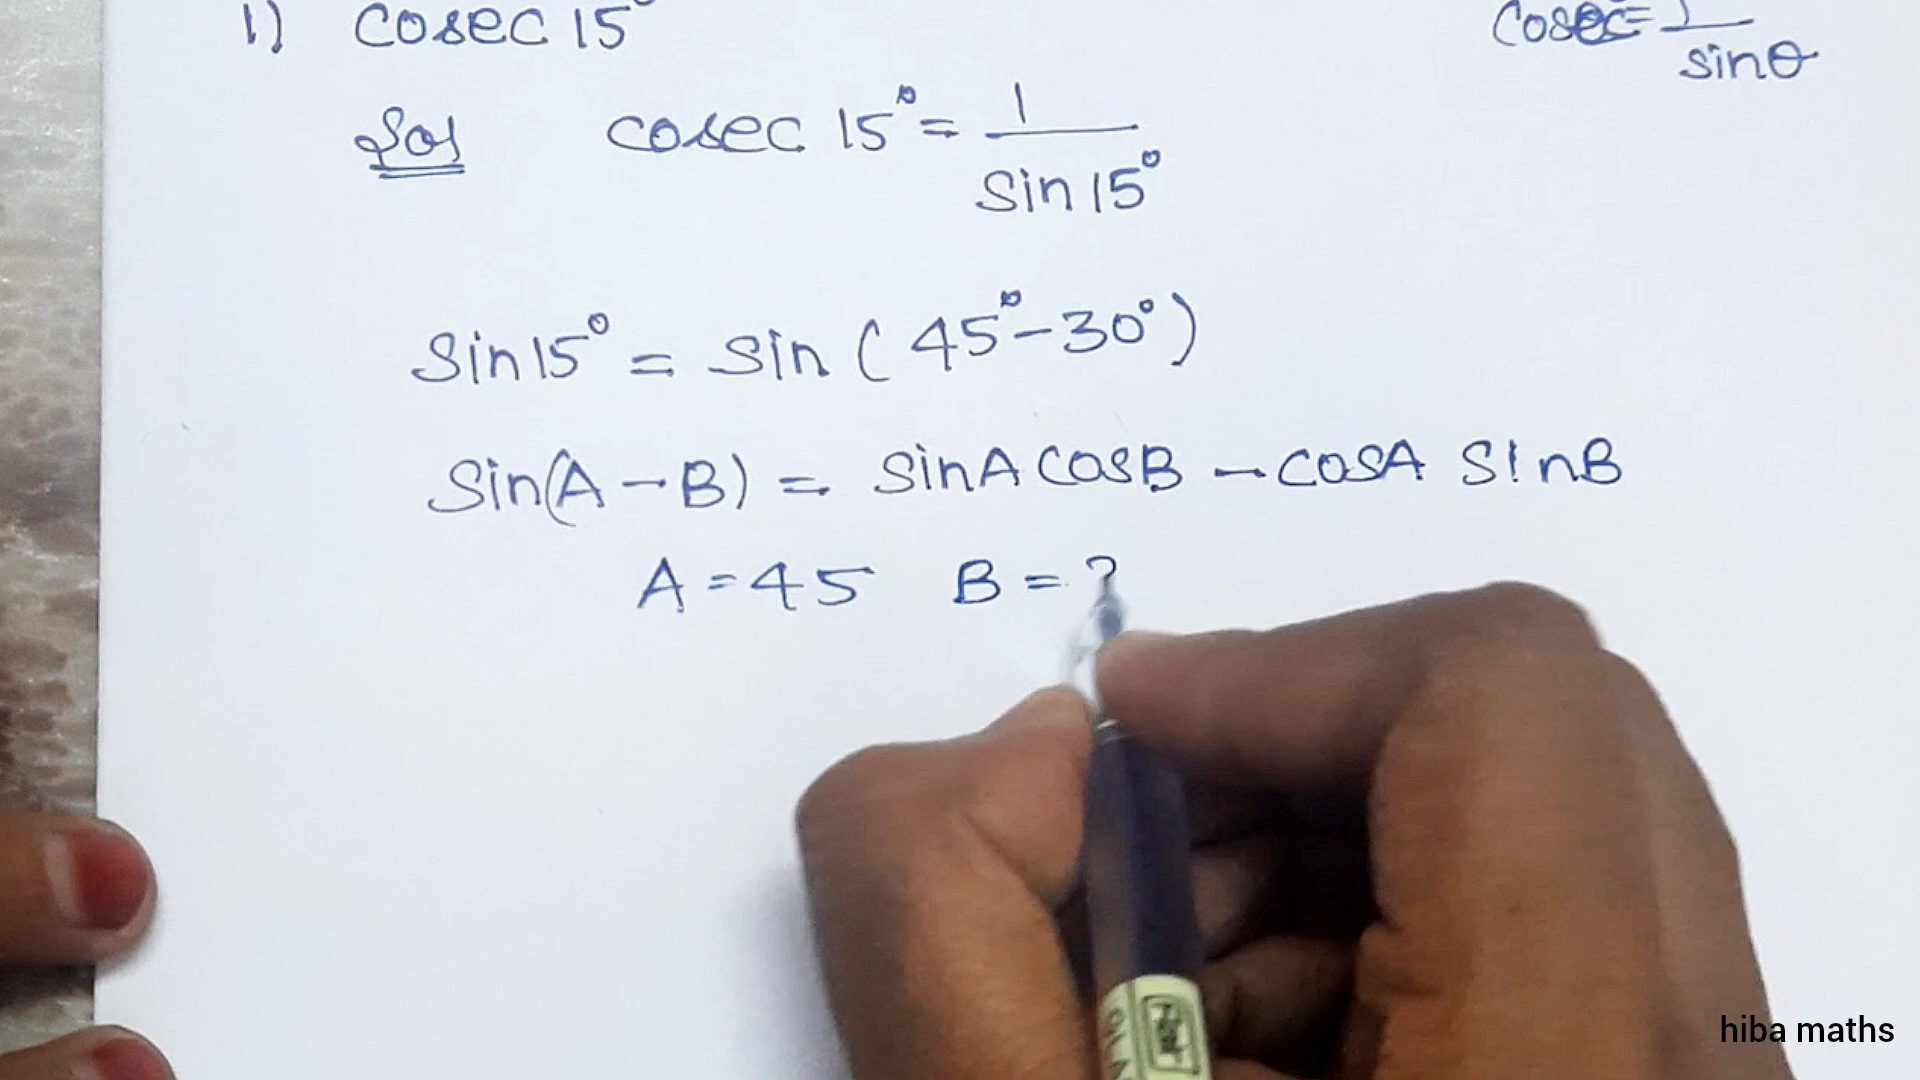 1) cosec 15°
cosec = 1/sinθ
Sol cosec 15° = 1/sin 15°
Sin 15° = sin (45° - 30°)
Sin(A - B) = sinA cosB - cosA sinB
A = 45 B =
hiba maths